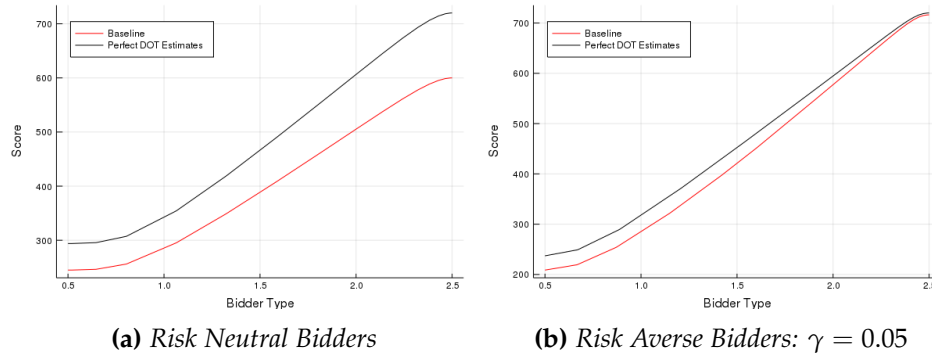 700
600
500
400
300
Score
Baseline
Perfect DOT Estimates
0.5 1.0 1.5 2.0 2.5
Bidder Type
(a) Risk Neutral Bidders
700
600
500
400
300
200
Score
Baseline
Perfect DOT Estimates
0.5 1.0 1.5 2.0 2.5
Bidder Type
(b) Risk Averse Bidders: γ = 0.05